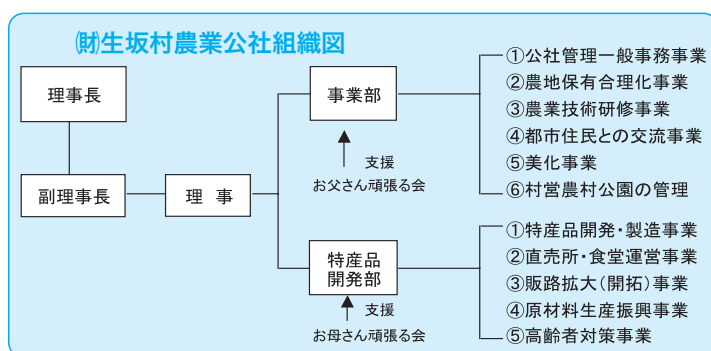 ㈶生坂村農業公社組織図
理事長
副理事長
理 事
事業部
支援
お父さん頑張る会
①公社管理一般事務事業
②農地保有合理化事業
③農業技術研修事業
④都市住民との交流事業
⑤美化事業
⑥村営農村公園の管理
特産品
開発部
支援
お母さん頑張る会
①特産品開発・製造事業
②直売所・食堂運営事業
③販路拡大(開拓)事業
④原材料生産振興事業
⑤高齢者対策事業